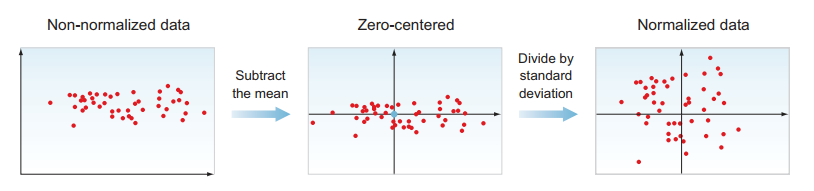 Non-normalized data
Subtract
the mean
Zero-centered
Divide by
standard
deviation
Normalized data